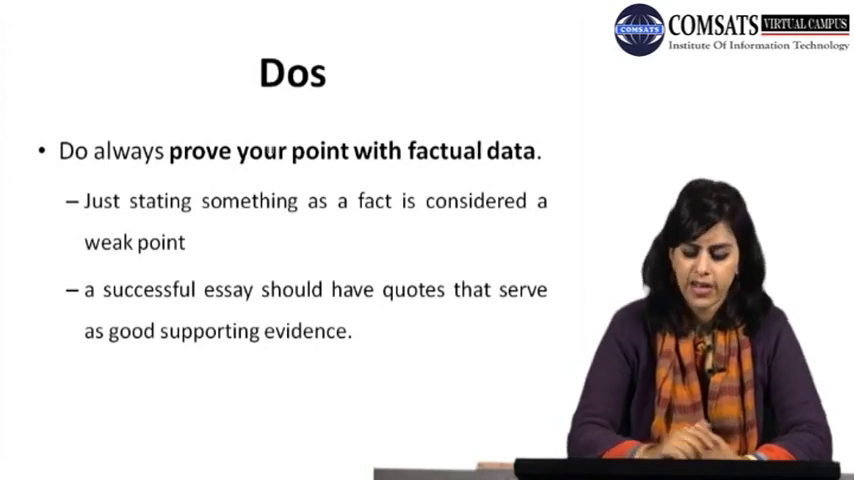 COMSATS VIRTUAL CAMPUS
COMSATS Institute Of Information Technology
Dos
• Do always prove your point with factual data.
– Just stating something as a fact is considered a
weak point
– a successful essay should have quotes that serve
as good supporting evidence.